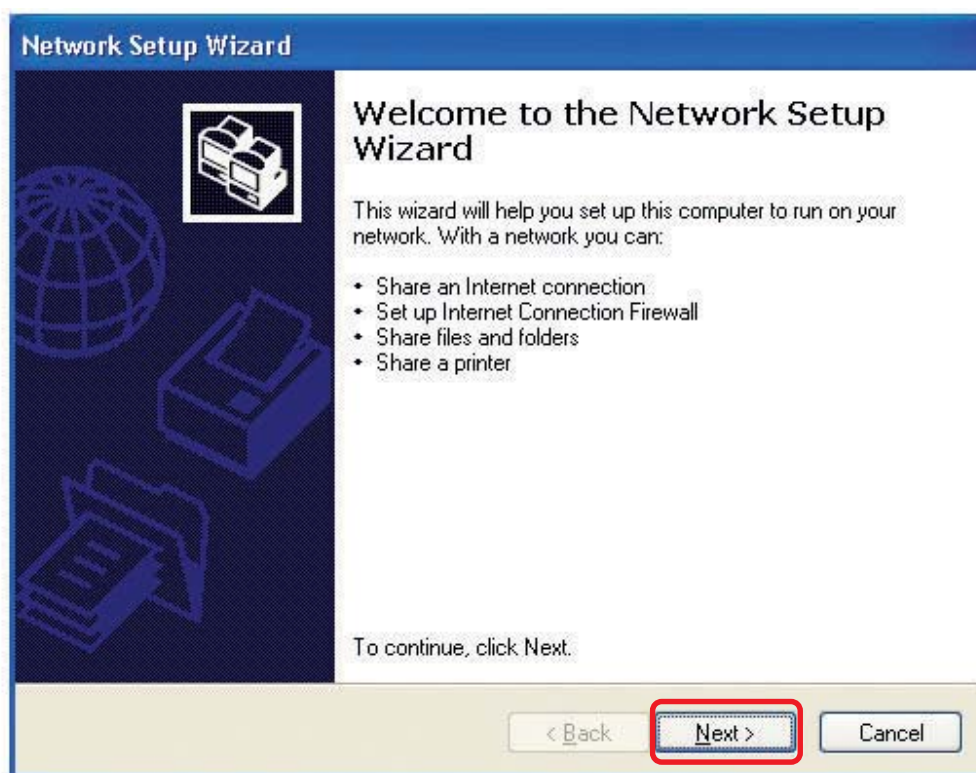 Network Setup Wizard
Welcome to the Network Setup
Wizard
This wizard will help you set up this computer to run on your
network. With a network you can:
• Share an Internet connection
• Set up Internet Connection Firewall
• Share files and folders
• Share a printer
To continue, click Next.
< Back Next > Cancel